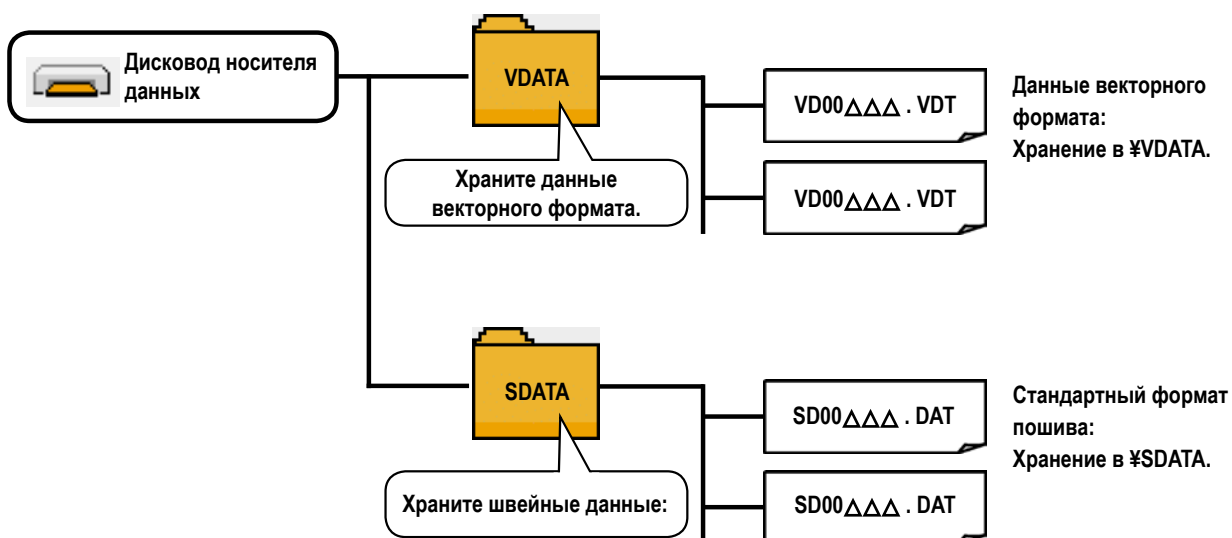 Дисковод носителя
данных
VDATA
Храните данные
векторного формата.
VD00△△△ . VDT
VD00△△△ . VDT
Данные векторного
формата:
Хранение в ¥VDATA.
SDATA
Храните швейные данные:
SD00△△△ . DAT
SD00△△△ . DAT
Стандартный формат
пошива:
Хранение в ¥SDATA.